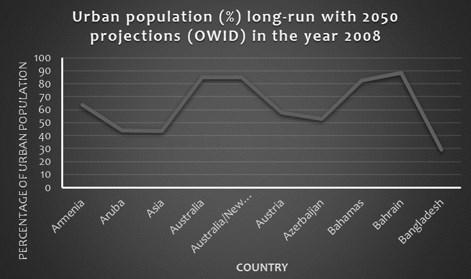 Urban population (%) long-run with 2050
projections (OWID) in the year 2008
PERCENTAGE OF URBAN POPULATION
100
90
80
70
60
50
40
30
20
10
0
Armenia
Aruba
Asia
Australia
Australia/New...
Austria
Azerbaijan
Bahamas
Bahrain
Bangladesh
COUNTRY